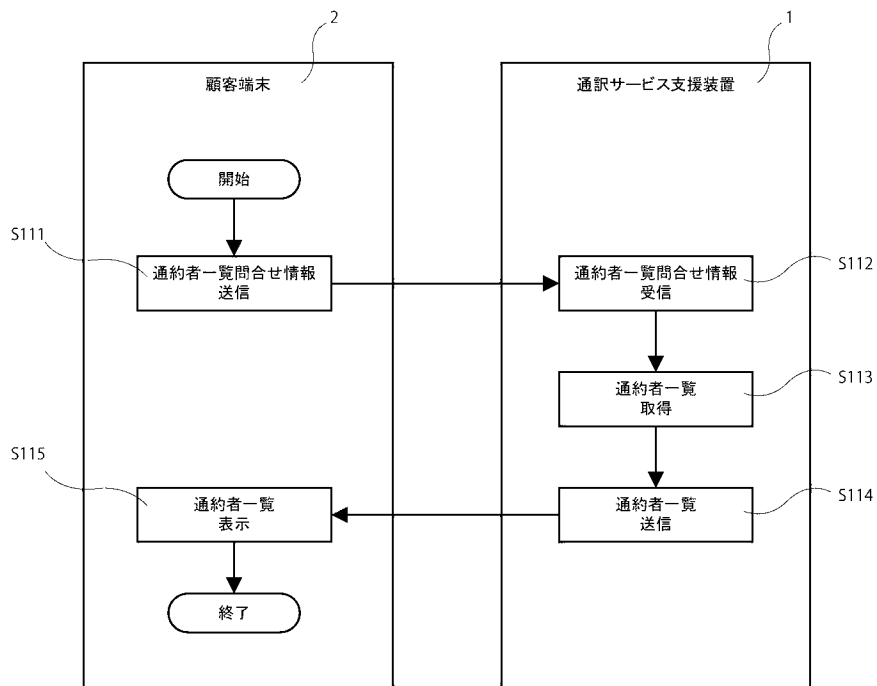 2
1
顧客端末
通訳サービス支援装置
開始
S111
通約者一覧問合せ情報
送信
通約者一覧問合せ情報
受信
S112
通約者一覧
取得
S113
S115
通約者一覧
表示
通約者一覧
送信
S114
終了